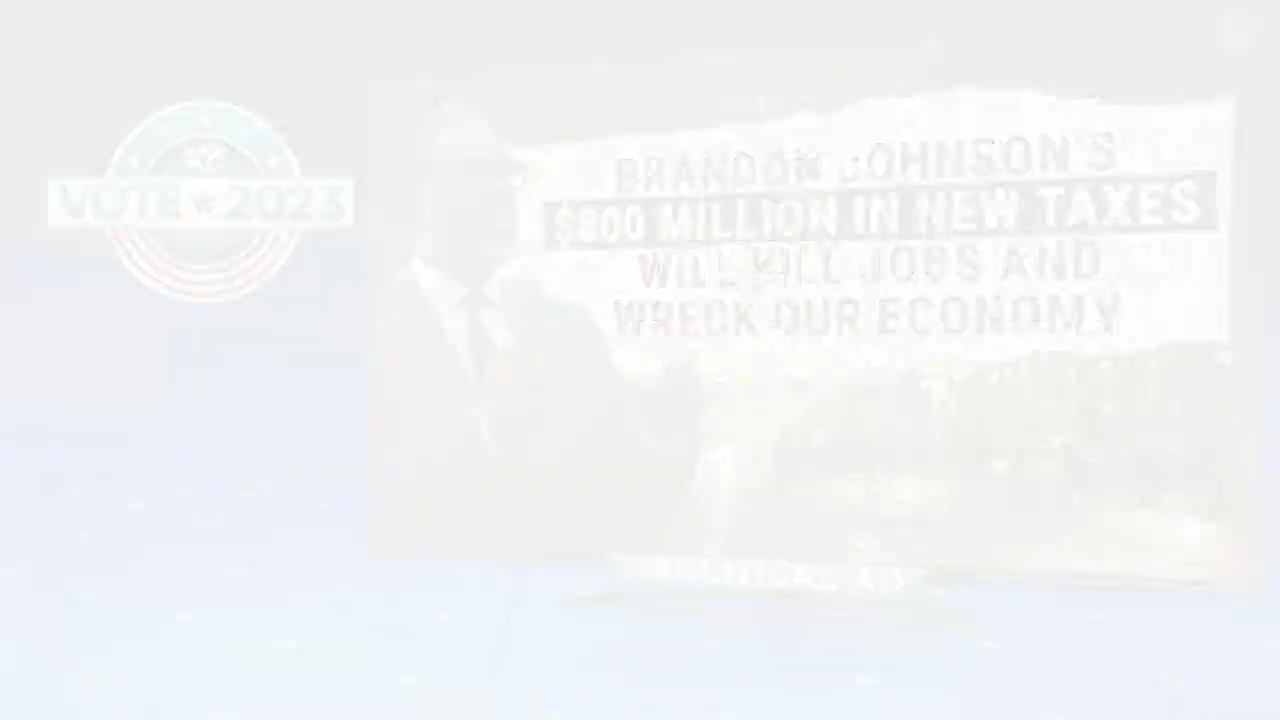 VOTE 2023
BRANDON JOHNSON'S
$800 MILLION IN NEW TAXES
WILL KILL JOBS AND
WRECK OUR ECONOMY
POLITICAL AD